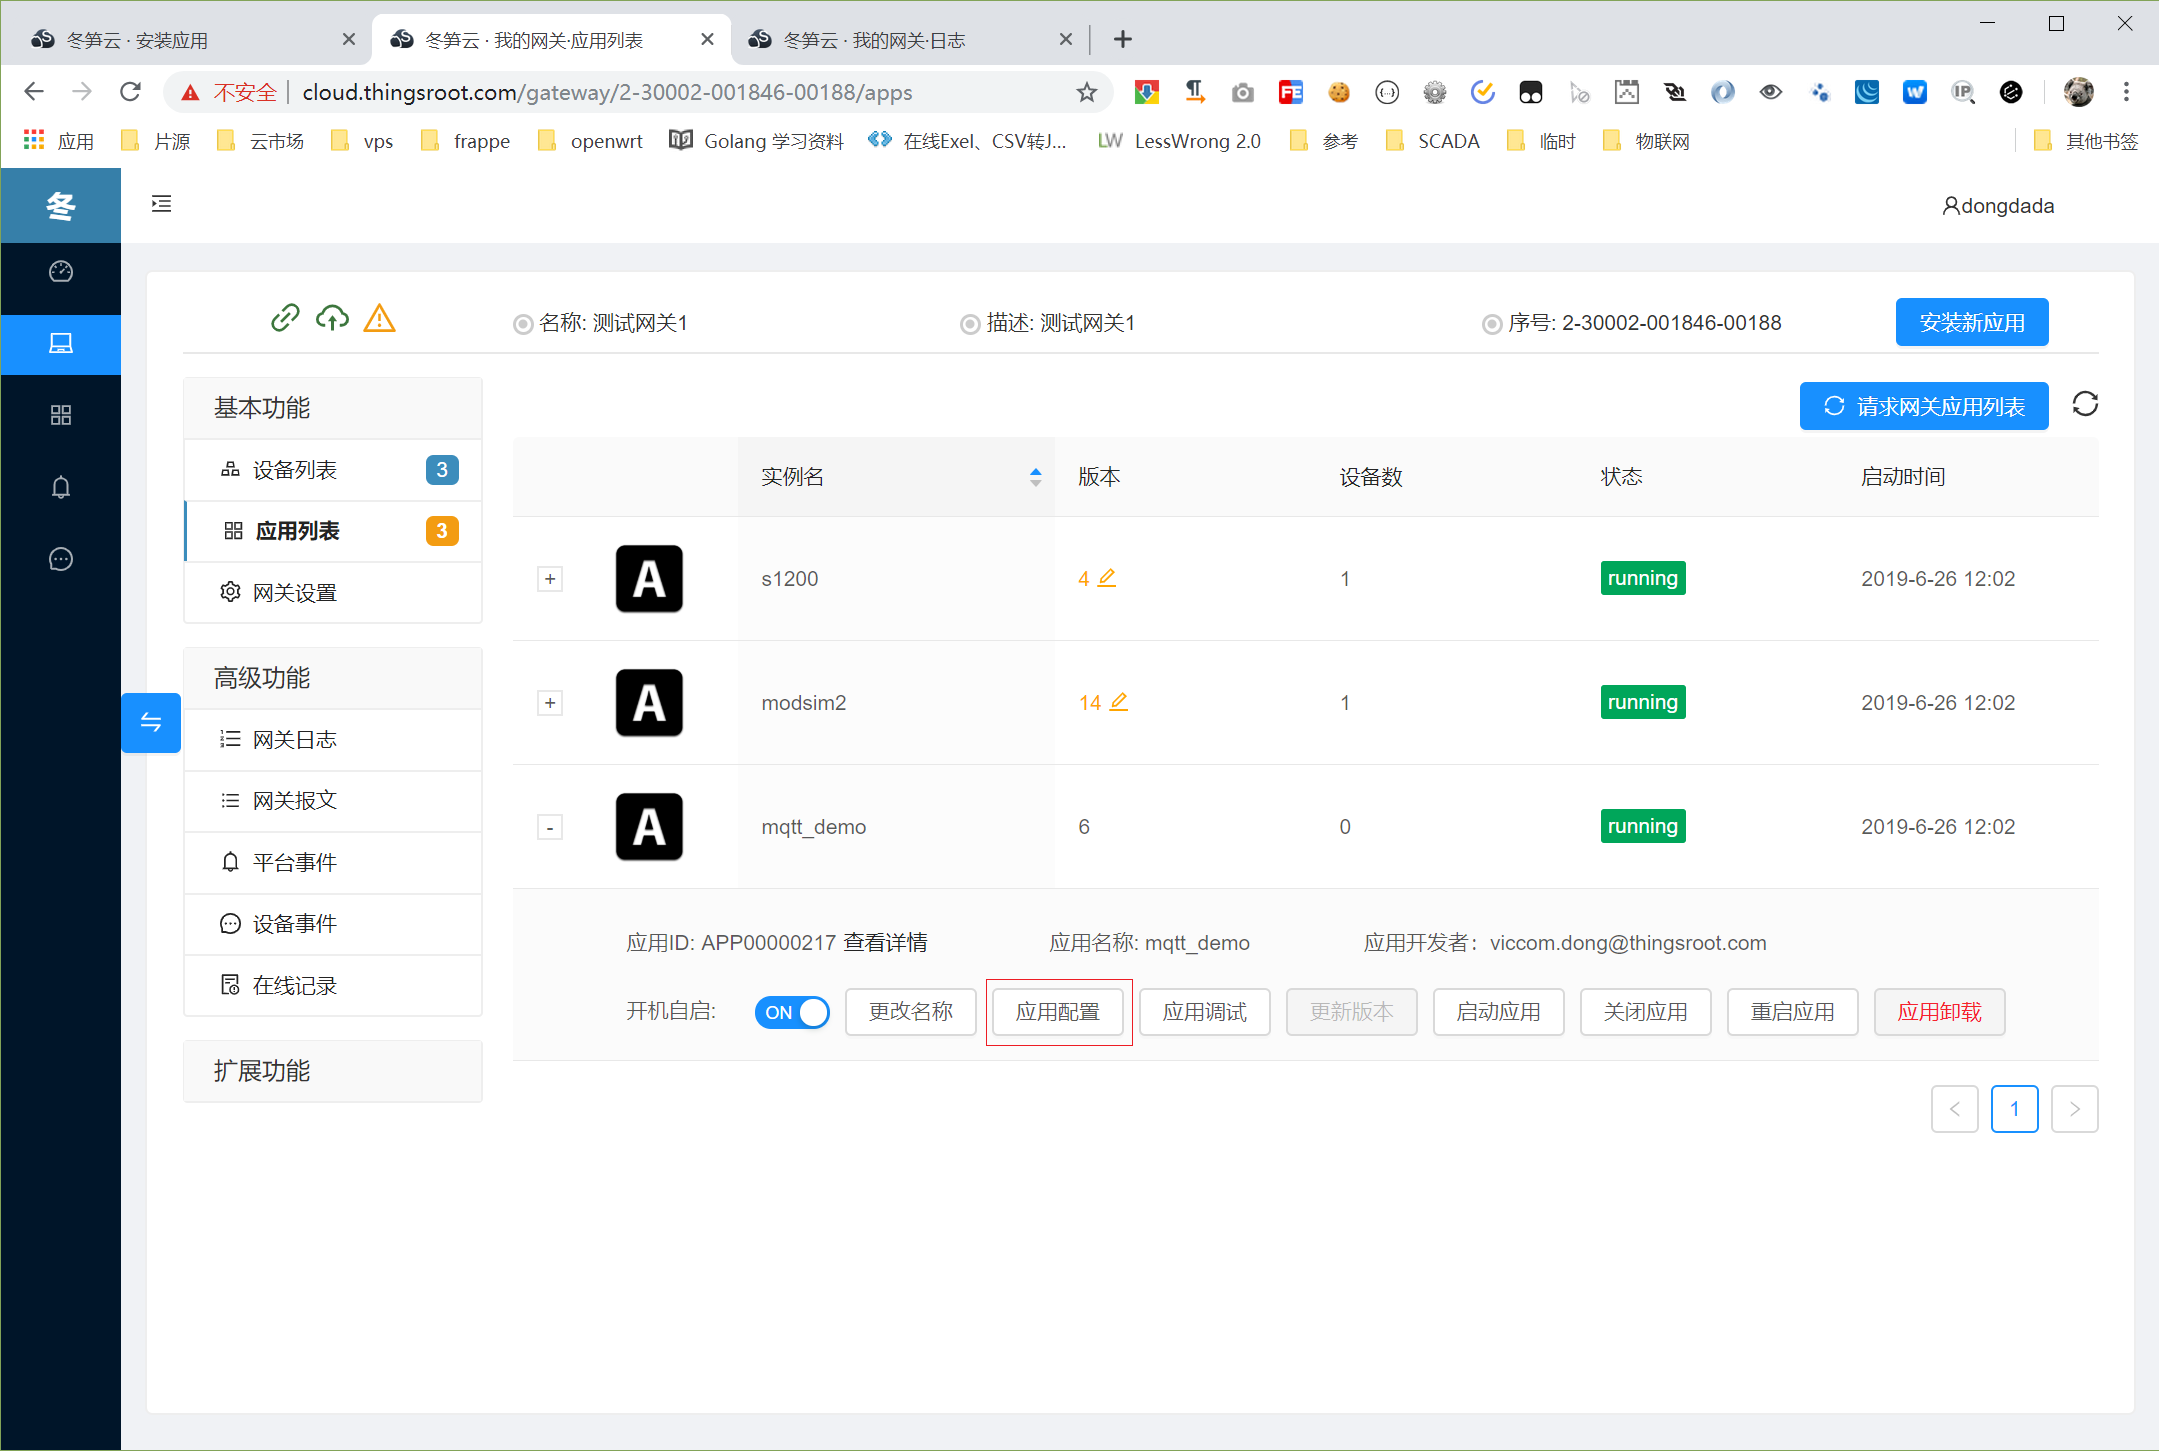 冬笋云 · 安装应用
冬笋云 · 我的网关·应用列表
冬笋云 · 我的网关·日志
不安全 cloud.thingsroot.com/gateway/2-30002-001846-00188/apps
应用 片源 云市场 vps frappe openwrt Golang 学习资料 在线Exel、CSV转J... LW LessWrong 2.0 参考 SCADA 临时 物联网 其他书签
冬
dongdada
名称: 测试网关1 描述: 测试网关1 序号: 2-30002-001846-00188 安装新应用
请求网关应用列表
基本功能
设备列表 3
应用列表 3
网关设置
高级功能
网关日志
网关报文
平台事件
设备事件
在线记录
扩展功能
实例名 版本 设备数 状态 启动时间
+ A s1200 4 1 running 2019-6-26 12:02
+ A modsim2 14 1 running 2019-6-26 12:02
- A mqtt_demo 6 0 running 2019-6-26 12:02
应用ID: APP00000217 查看详情 应用名称: mqtt_demo 应用开发者：viccom.dong@thingsroot.com
开机自启: ON 更改名称 应用配置 应用调试 更新版本 启动应用 关闭应用 重启应用 应用卸载
< 1 >